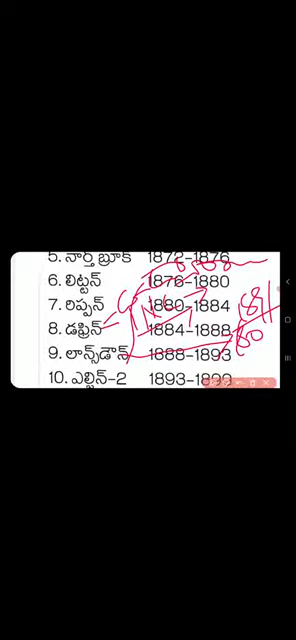 5. నార్త్ బ్రూక్ 1872-1876
6. లిట్టన్ 1876-1880
7. రిప్పన్ 1880-1884
8. డఫ్రిన్ 1884-1888
9. లాన్స్‌డౌన్ 1888-1893
10. ఎల్జిన్-2 1893-1899
INC